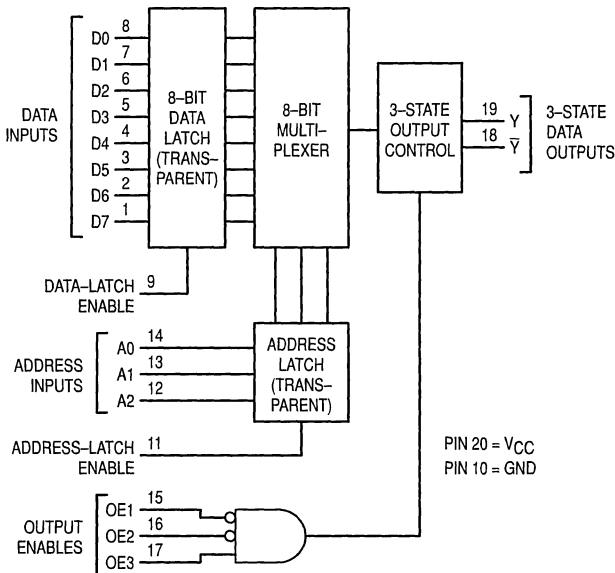 DATA
INPUTS
D0 8
D1 7
D2 6
D3 5
D4 4
D5 3
D6 2
D7 1
8–BIT
DATA
LATCH
(TRANS–
PARENT)
8–BIT
MULTI–
PLEXER
3–STATE
OUTPUT
CONTROL
19 Y
18 Y̅
3–STATE
DATA
OUTPUTS
DATA–LATCH
ENABLE
9
ADDRESS
INPUTS
A0 14
A1 13
A2 12
ADDRESS
LATCH
(TRANS–
PARENT)
ADDRESS–LATCH
ENABLE
11
PIN 20 = VCC
PIN 10 = GND
OUTPUT
ENABLES
OE1 15
OE2 16
OE3 17